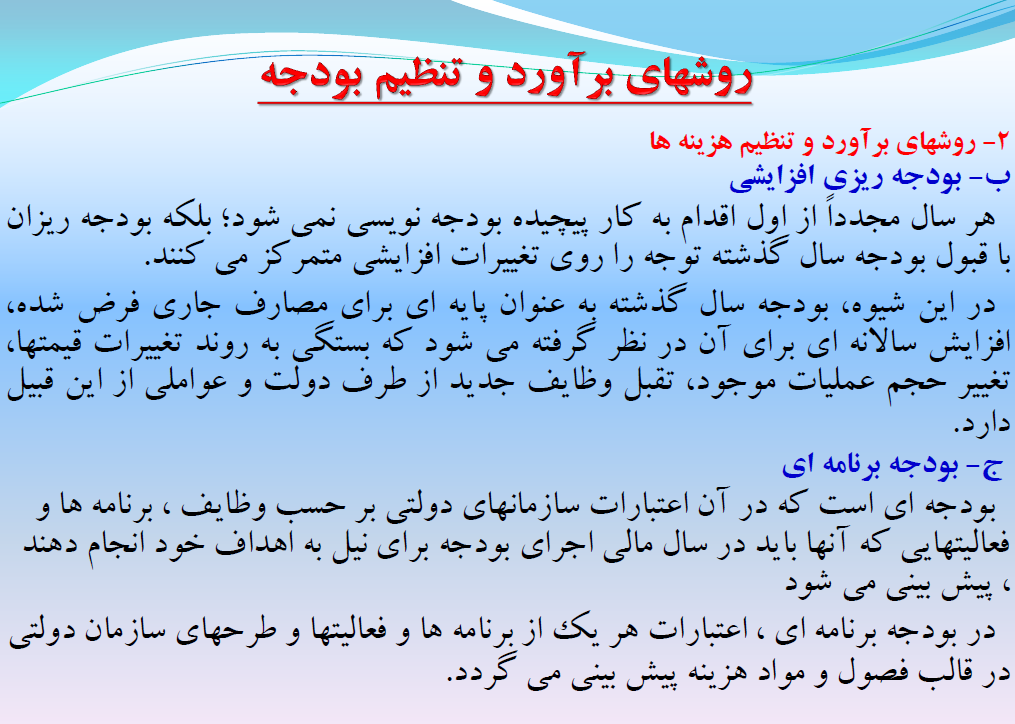 روشهای برآورد و تنظیم بودجه
۲- روشهای برآورد و تنظیم هزینه ها
ب- بودجه ریزی افزایشی
هر سال مجدداً از اول اقدام به کار پیچیده بودجه نویسی نمی شود؛ بلکه بودجه ریزان
با قبول بودجه سال گذشته توجه را روی تغییرات افزایشی متمرکز می کنند.
در این شیوه، بودجه سال گذشته به عنوان پایه ای برای مصارف جاری فرض شده،
افزایش سالانه ای برای آن در نظر گرفته می شود که بستگی به روند تغییرات قیمتها،
تغییر حجم عملیات موجود، تقبل وظایف جدید از طرف دولت و عواملی از این قبیل
دارد.
ج- بودجه برنامه ای
بودجه ای است که در آن اعتبارات سازمانهای دولتی بر حسب وظایف ، برنامه ها و
فعالیتهایی که آنها باید در سال مالی اجرای بودجه برای نیل به اهداف خود انجام دهند
، پیش بینی می شود
در بودجه برنامه ای ، اعتبارات هر یک از برنامه ها و فعالیتها و طرحهای سازمان دولتی
در قالب فصول و مواد هزینه پیش بینی می گردد.